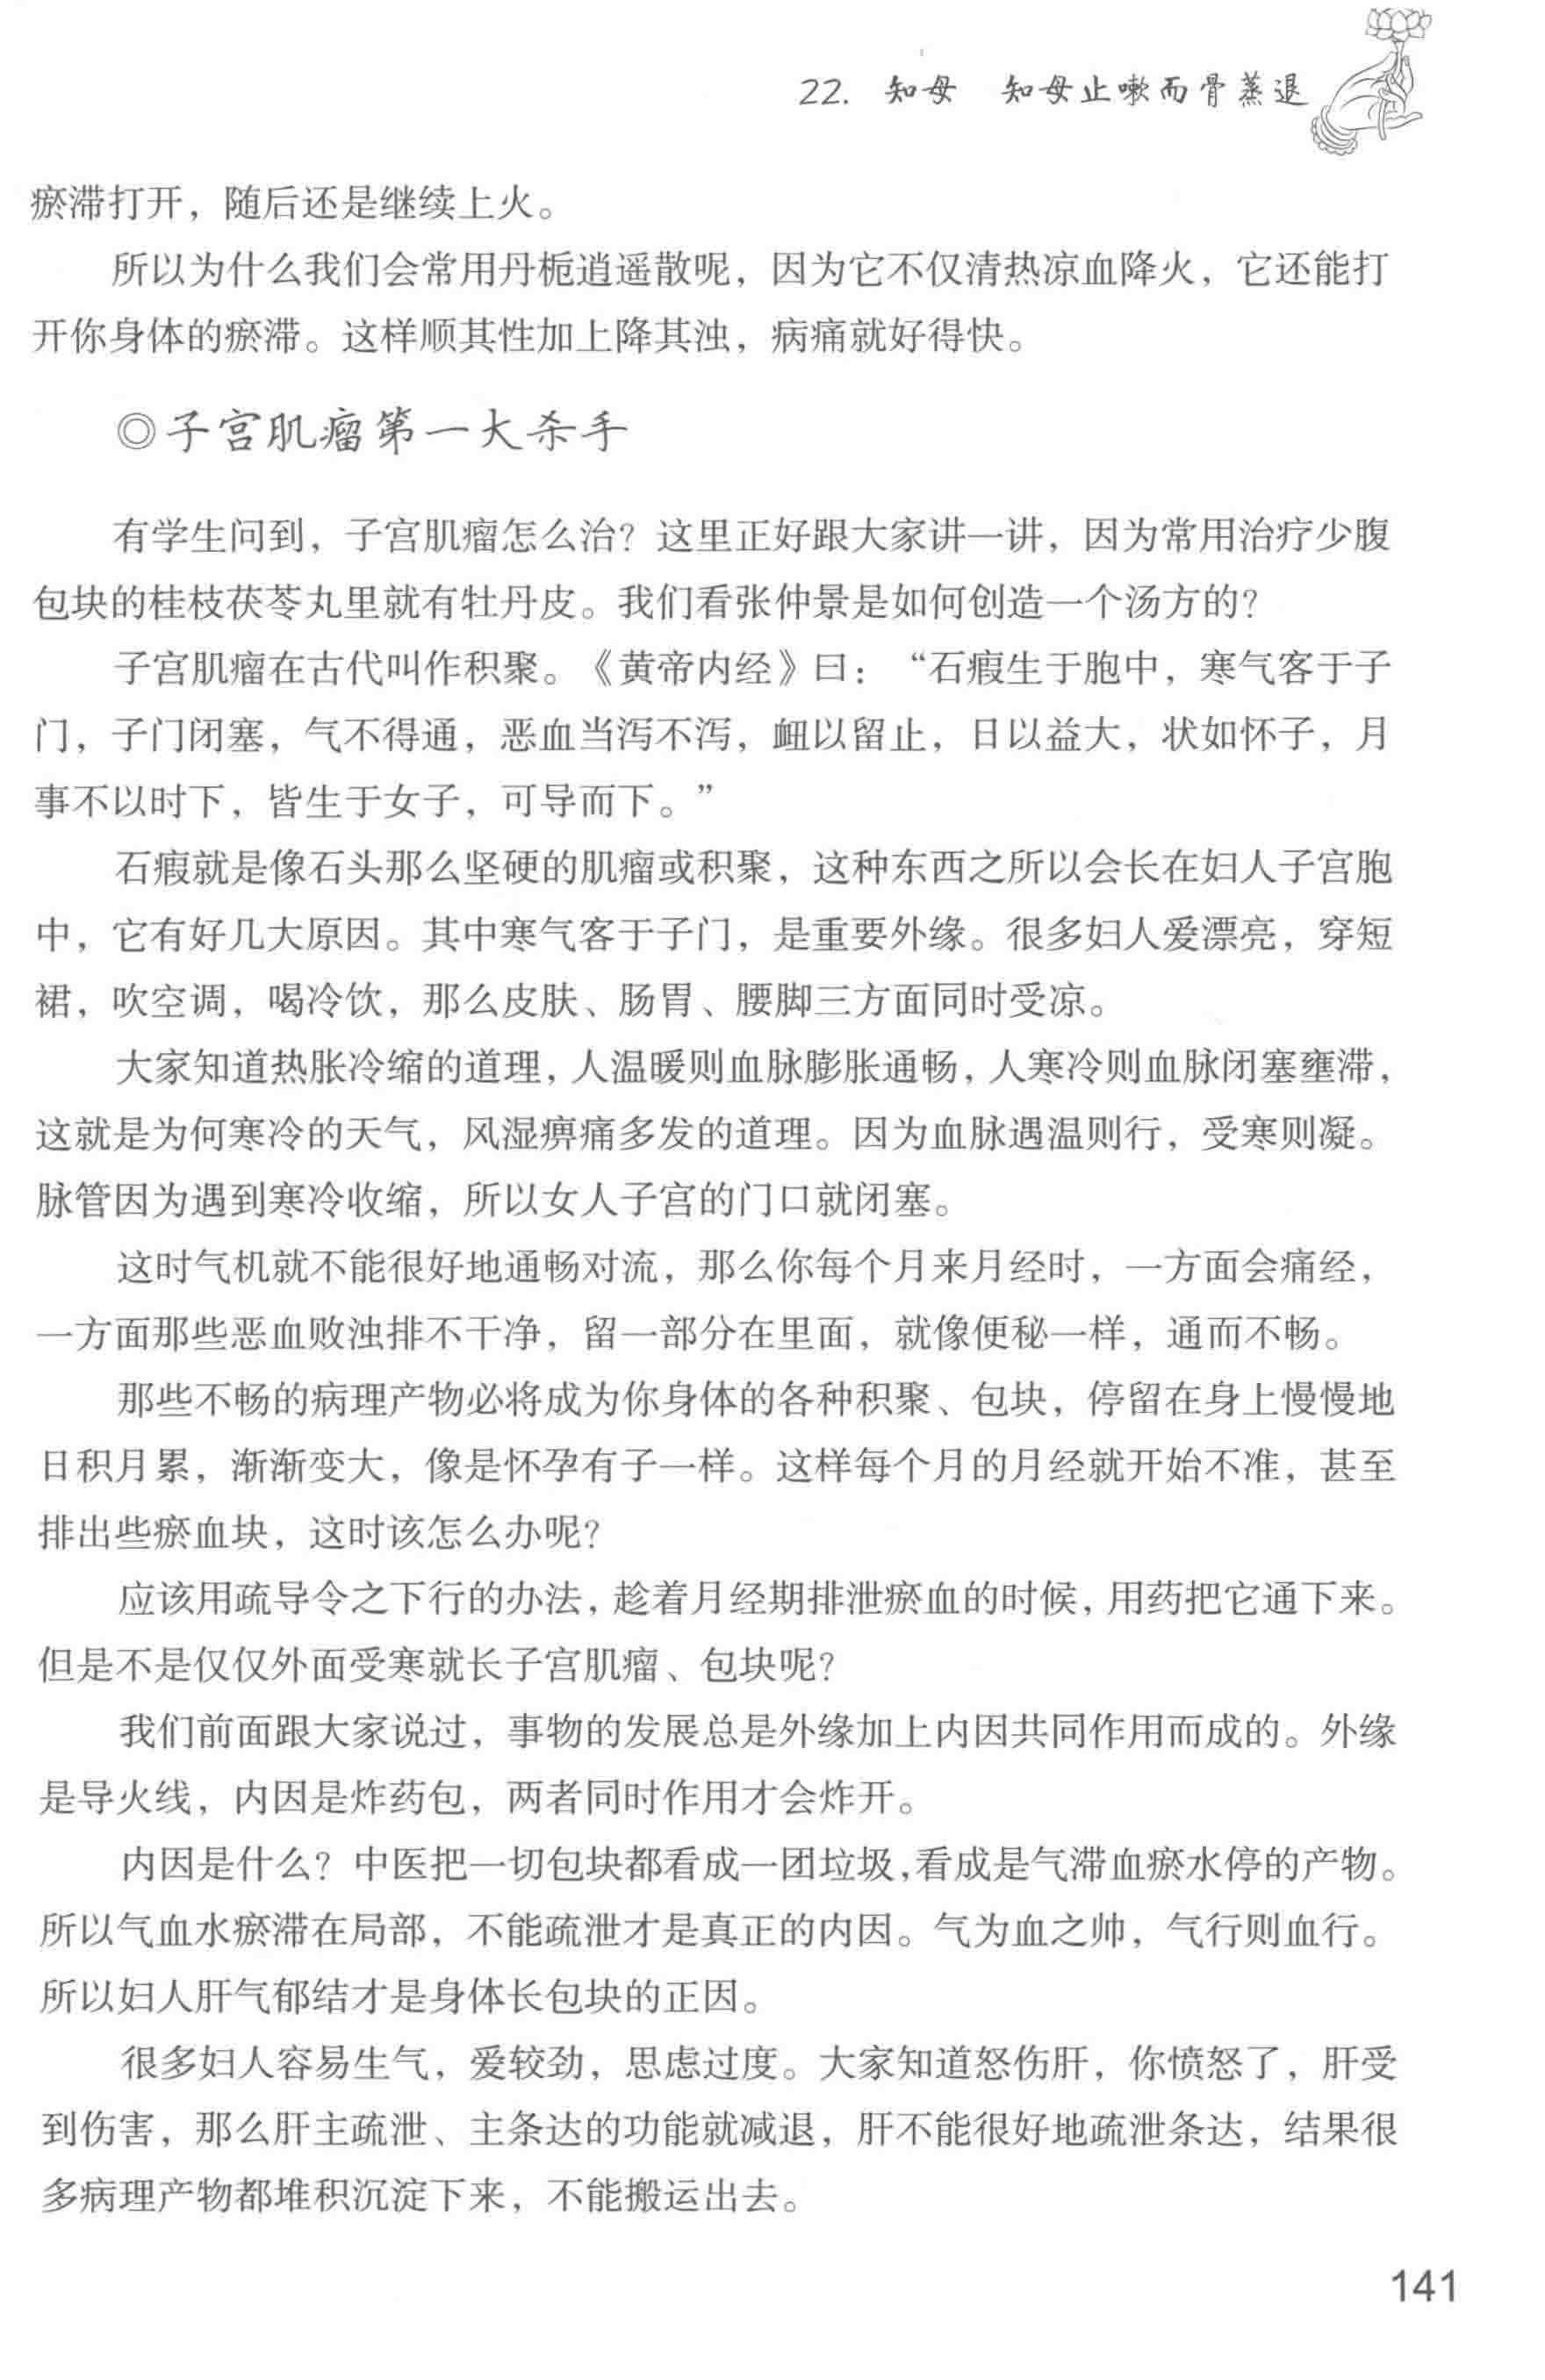 22. 知母　知母止嗽而骨蒸退
瘀滞打开，随后还是继续上火。
所以为什么我们会常用丹栀逍遥散呢，因为它不仅清热凉血降火，它还能打
开你身体的瘀滞。这样顺其性加上降其浊，病痛就好得快。
◎子宫肌瘤第一大杀手
有学生问到，子宫肌瘤怎么治？这里正好跟大家讲一讲，因为常用治疗少腹
包块的桂枝茯苓丸里就有牡丹皮。我们看张仲景是如何创造一个汤方的？
子宫肌瘤在古代叫作积聚。《黄帝内经》曰：“石瘕生于胞中，寒气客于子
门，子门闭塞，气不得通，恶血当泻不泻，衃以留止，日以益大，状如怀子，月
事不以时下，皆生于女子，可导而下。”
石瘕就是像石头那么坚硬的肌瘤或积聚，这种东西之所以会长在妇人子宫胞
中，它有好几大原因。其中寒气客于子门，是重要外缘。很多妇人爱漂亮，穿短
裙，吹空调，喝冷饮，那么皮肤、肠胃、腰脚三方面同时受凉。
大家知道热胀冷缩的道理，人温暖则血脉膨胀通畅，人寒冷则血脉闭塞壅滞，
这就是为何寒冷的天气，风湿痹痛多发的道理。因为血脉遇温则行，受寒则凝。
脉管因为遇到寒冷收缩，所以女人子宫的门口就闭塞。
这时气机就不能很好地通畅对流，那么你每个月来月经时，一方面会痛经，
一方面那些恶血败浊排不干净，留一部分在里面，就像便秘一样，通而不畅。
那些不畅的病理产物必将成为你身体的各种积聚、包块，停留在身上慢慢地
日积月累，渐渐变大，像是怀孕有子一样。这样每个月的月经就开始不准，甚至
排出些瘀血块，这时该怎么办呢？
应该用疏导令之下行的办法，趁着月经期排泄瘀血的时候，用药把它通下来。
但是不是仅仅外面受寒就长子宫肌瘤、包块呢？
我们前面跟大家说过，事物的发展总是外缘加上内因共同作用而成的。外缘
是导火线，内因是炸药包，两者同时作用才会炸开。
内因是什么？中医把一切包块都看成一团垃圾，看成是气滞血瘀水停的产物。
所以气血水瘀滞在局部，不能疏泄才是真正的内因。气为血之帅，气行则血行。
所以妇人肝气郁结才是身体长包块的正因。
很多妇人容易生气，爱较劲，思虑过度。大家知道怒伤肝，你愤怒了，肝受
到伤害，那么肝主疏泄、主条达的功能就减退，肝不能很好地疏泄条达，结果很
多病理产物都堆积沉淀下来，不能搬运出去。
141